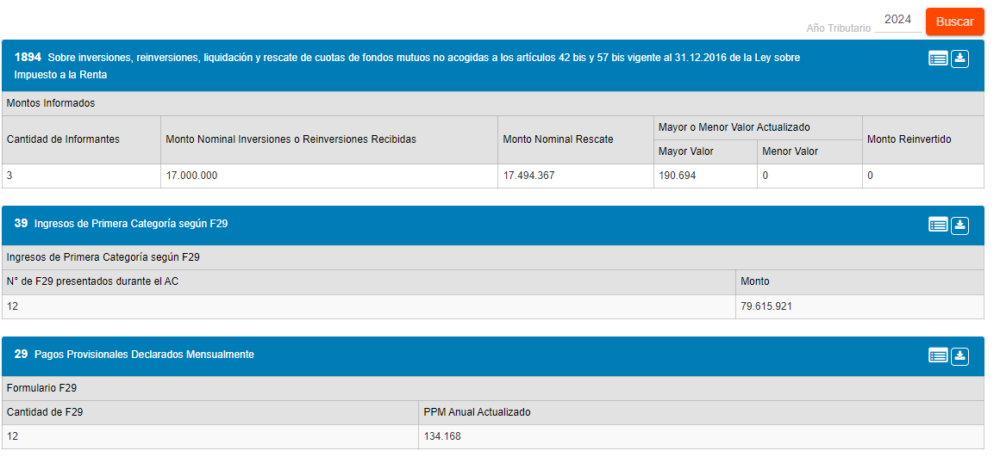 Año Tributario 2024 Buscar
1894 Sobre inversiones, reinversiones, liquidación y rescate de cuotas de fondos mutuos no acogidas a los artículos 42 bis y 57 bis vigente al 31.12.2016 de la Ley sobre
Impuesto a la Renta
Montos Informados
Cantidad de Informantes Monto Nominal Inversiones o Reinversiones Recibidas Monto Nominal Rescate Mayor o Menor Valor Actualizado Monto Reinvertido
Mayor Valor Menor Valor
3 17.000.000 17.494.367 190.694 0 0
39 Ingresos de Primera Categoría según F29
Ingresos de Primera Categoría según F29
N° de F29 presentados durante el AC Monto
12 79.615.921
29 Pagos Provisionales Declarados Mensualmente
Formulario F29
Cantidad de F29 PPM Anual Actualizado
12 134.168